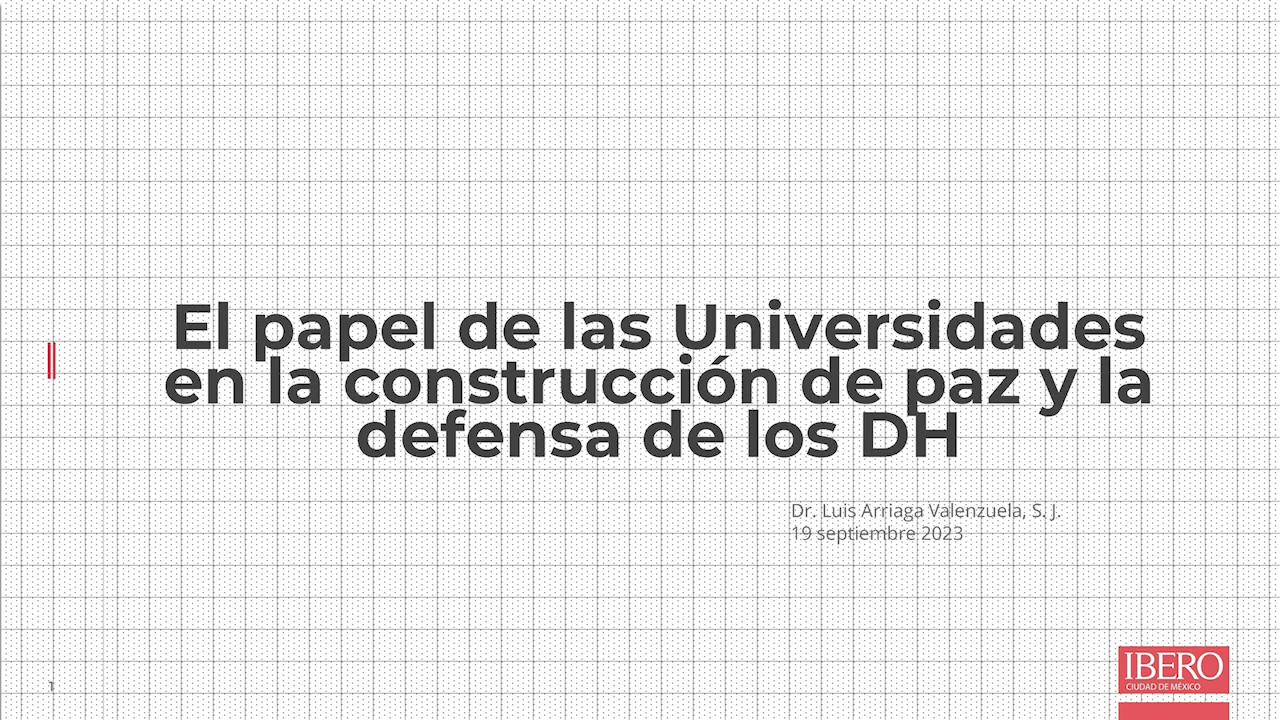 El papel de las Universidades
en la construcción de paz y la
defensa de los DH
Dr. Luis Arriaga Valenzuela, S. J.
19 septiembre 2023
1
IBERO
CIUDAD DE MÉXICO